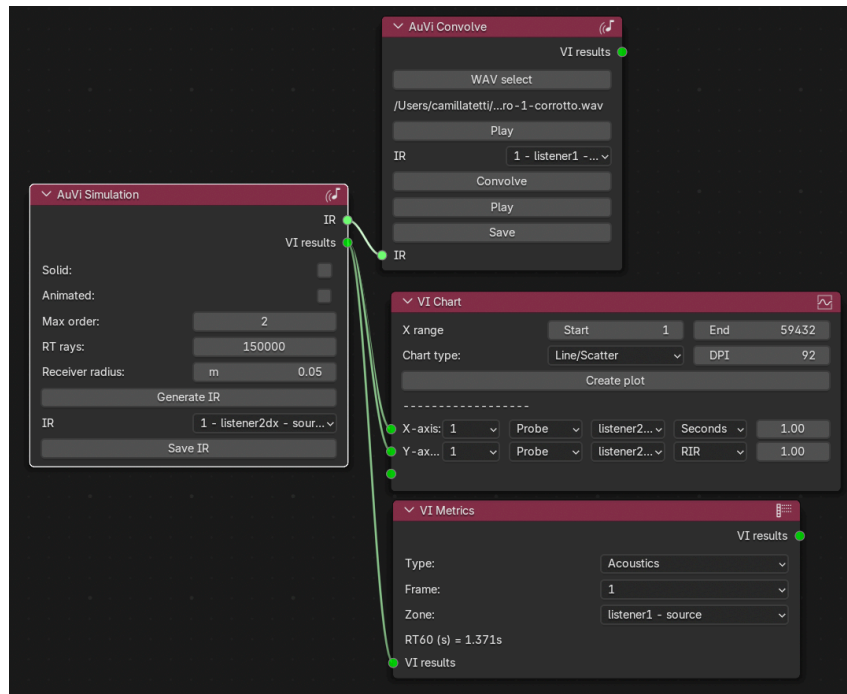 AuVi Convolve
VI results
WAV select
/Users/camillatetti/...ro-1-corrotto.wav
Play
IR 1 - listener1 -...
Convolve
Play
Save
IR
AuVi Simulation
IR
VI results
Solid:
Animated:
Max order: 2
RT rays: 150000
Receiver radius: m 0.05
Generate IR
IR 1 - listener2dx - sour...
Save IR
VI Chart
X range Start 1 End 59432
Chart type: Line/Scatter DPI 92
Create plot
------------------
X-axis: 1 Probe listener2... Seconds 1.00
Y-ax... 1 Probe listener2... RIR 1.00
VI Metrics
VI results
Type: Acoustics
Frame: 1
Zone: listener1 - source
RT60 (s) = 1.371s
VI results